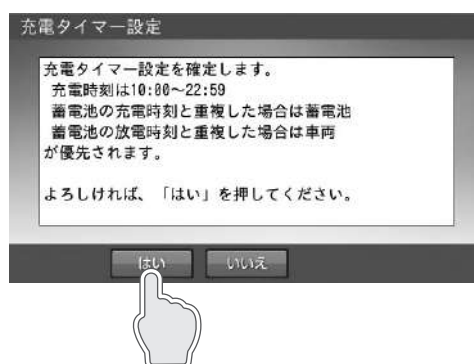 充電タイマー設定
充電タイマー設定を確定します。
充電時刻は10:00～22:59
蓄電池の充電時刻と重複した場合は蓄電池
蓄電池の放電時刻と重複した場合は車両
が優先されます。
よろしければ、「はい」を押してください。
はい いいえ